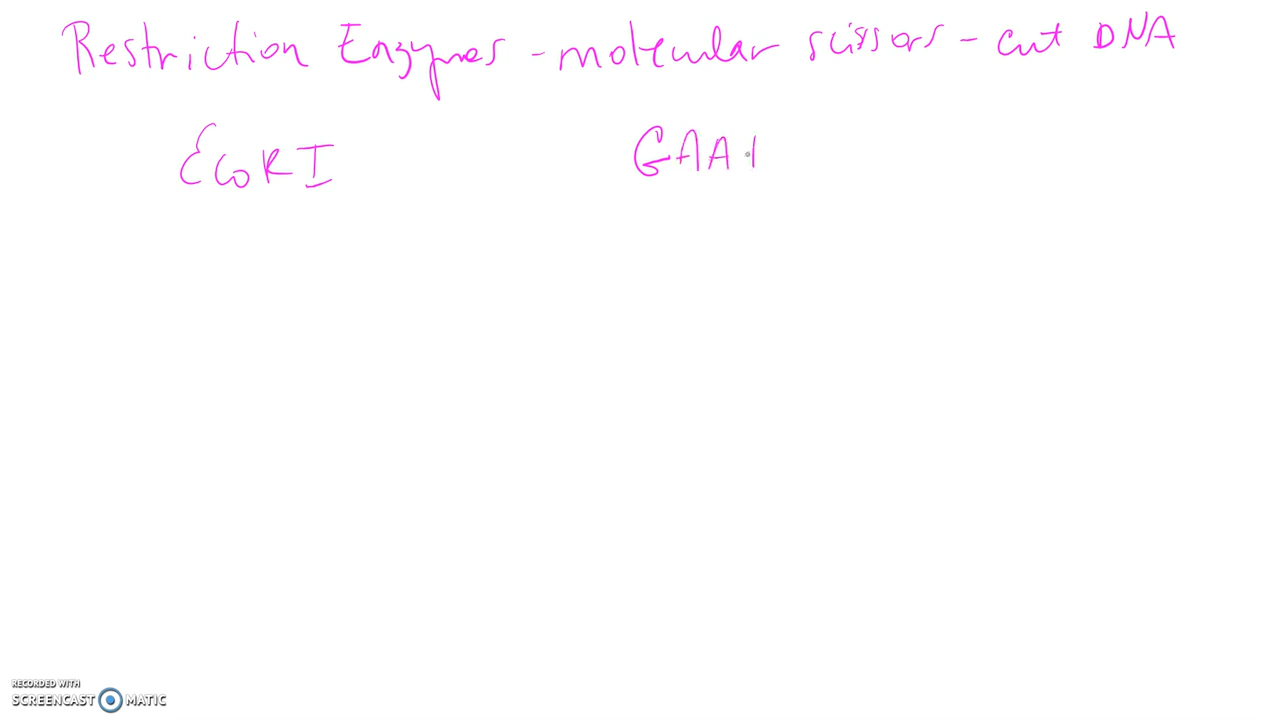 Restriction Enzymes - molecular scissors - cut DNA
EcoRI GAA
RECORDED WITH
SCREENCAST MATIC